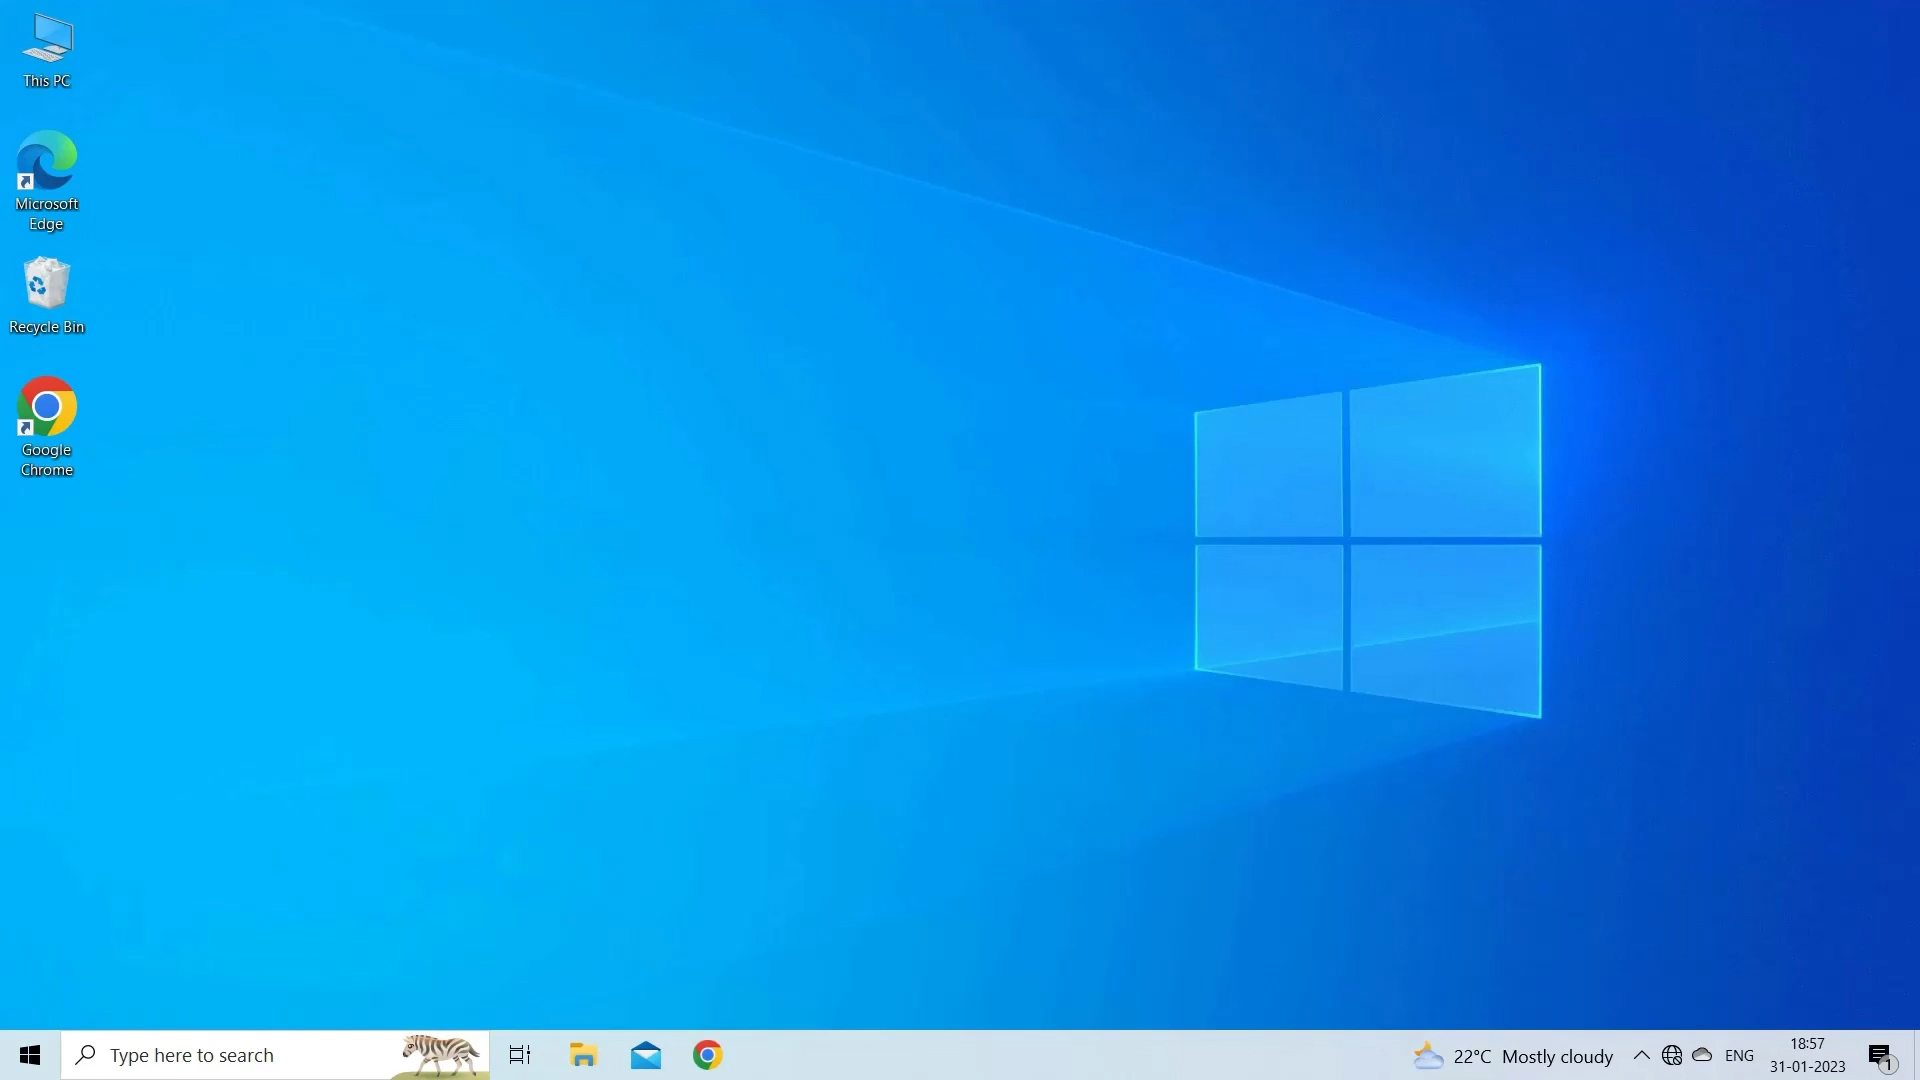 This PC
Microsoft
Edge
Recycle Bin
Google
Chrome
Type here to search
22°C Mostly cloudy
ENG
18:57
31-01-2023
1